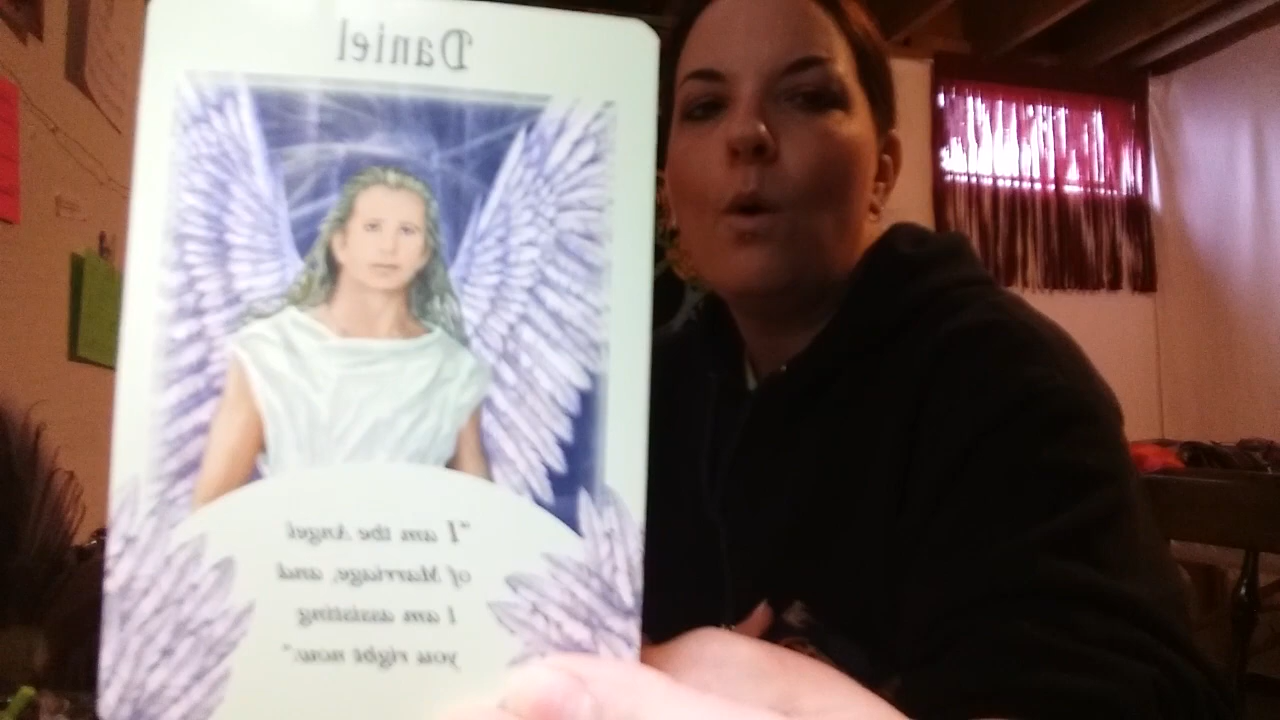 Daniel
"I am the Angel
of Marriage, and
I am assisting
you right now."